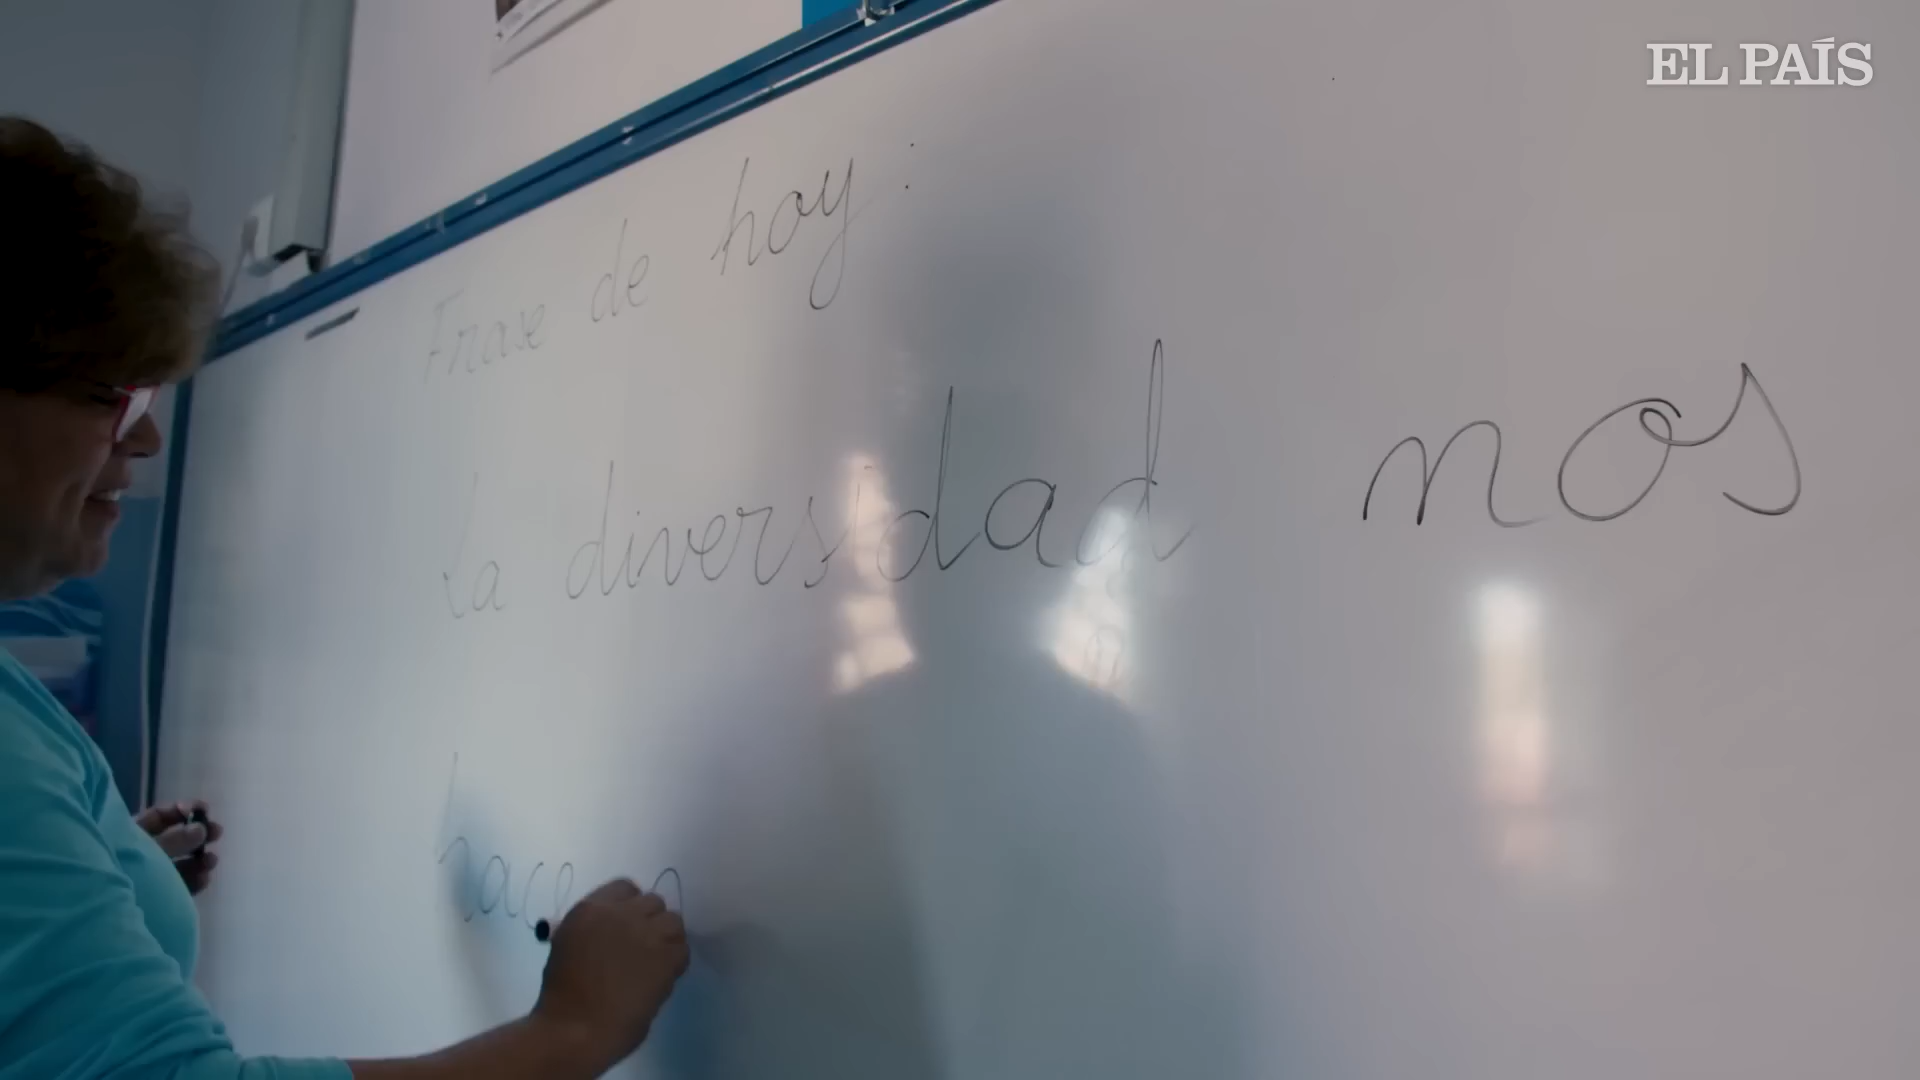 EL PAÍS
Frase de hoy:
La diversidad nos
hace